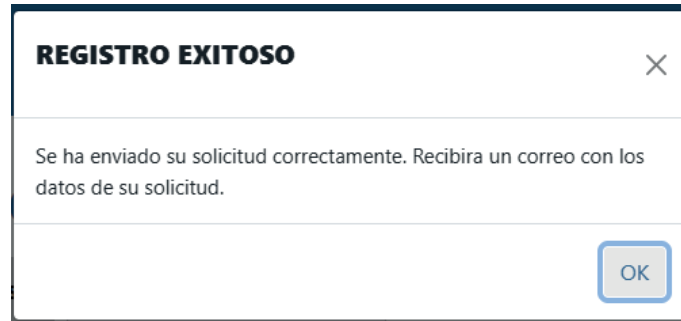 REGISTRO EXITOSO
Se ha enviado su solicitud correctamente. Recibira un correo con los
datos de su solicitud.
OK